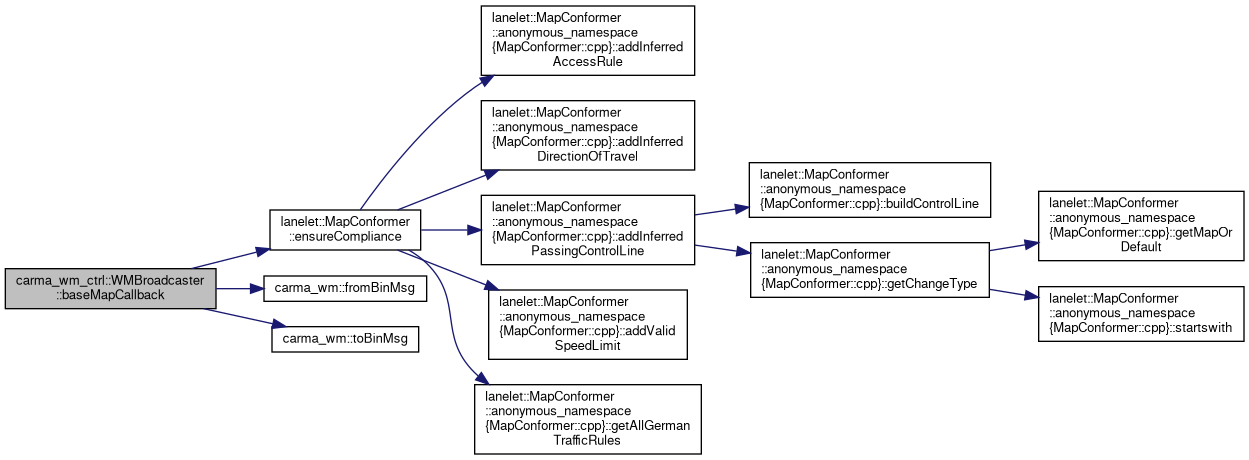 lanelet::MapConformer
::anonymous_namespace
{MapConformer::cpp}::addInferred
AccessRule
lanelet::MapConformer
::anonymous_namespace
{MapConformer::cpp}::addInferred
DirectionOfTravel
lanelet::MapConformer
::anonymous_namespace
{MapConformer::cpp}::buildControlLine
lanelet::MapConformer
::anonymous_namespace
{MapConformer::cpp}::getMapOr
Default
lanelet::MapConformer
::ensureCompliance
lanelet::MapConformer
::anonymous_namespace
{MapConformer::cpp}::addInferred
PassingControlLine
lanelet::MapConformer
::anonymous_namespace
{MapConformer::cpp}::getChangeType
carma_wm_ctrl::WMBroadcaster
::baseMapCallback
carma_wm::fromBinMsg
lanelet::MapConformer
::anonymous_namespace
{MapConformer::cpp}::addValid
SpeedLimit
lanelet::MapConformer
::anonymous_namespace
{MapConformer::cpp}::startswith
carma_wm::toBinMsg
lanelet::MapConformer
::anonymous_namespace
{MapConformer::cpp}::getAllGerman
TrafficRules